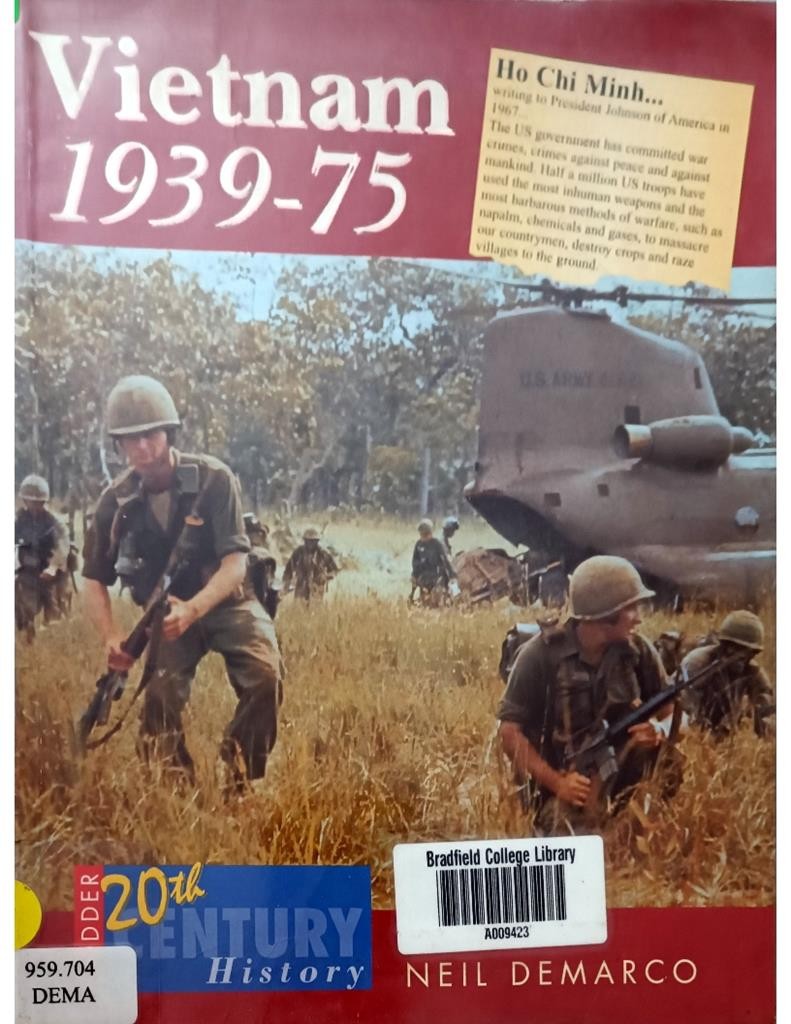 Vietnam
1939-75
Ho Chi Minh...
writing to President Johnson of America in
1967...
The US government has committed war
crimes, crimes against peace and against
mankind. Half a million US troops have
used the most inhuman weapons and the
most barbarous methods of warfare, such as
napalm, chemicals and gases, to massacre
our countrymen, destroy crops and raze
villages to the ground.
U.S. ARMY
DDER
20th
CENTURY
History
Bradfield College Library
A009423
NEIL DEMARCO
959.704
DEMA